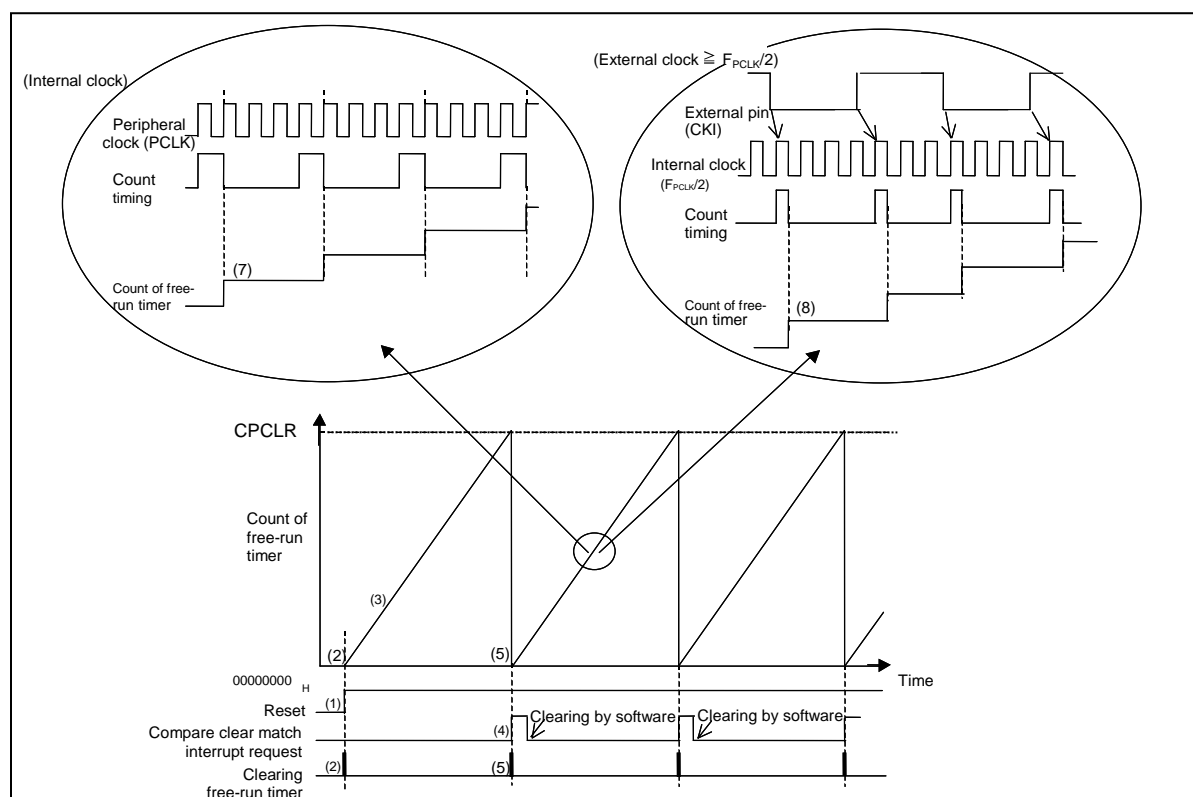 (Internal clock)
Peripheral
clock (PCLK)
Count
timing
(7)
Count of free-
run timer
(External clock ≧ FPCLK/2)
External pin
(CKI)
Internal clock
(FPCLK/2)
Count
timing
(8)
Count of free-
run timer
CPCLR
Count of
free-run
timer
(3)
(2)
(5)
Time
00000000 H
(1)
Reset
Clearing by software
Clearing by software
Compare clear match
interrupt request
(4)
(2)
(5)
Clearing
free-run timer